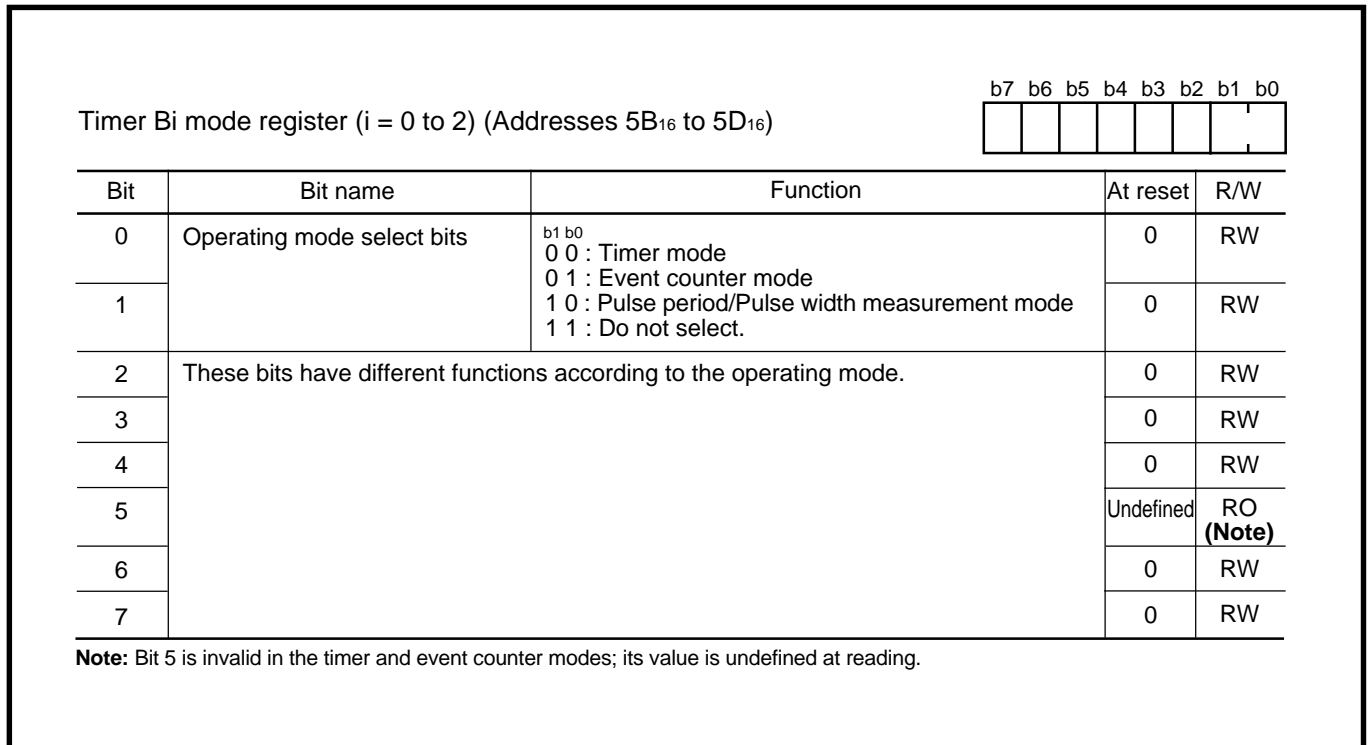 b7 b6 b5 b4 b3 b2 b1 b0
Timer Bi mode register (i = 0 to 2) (Addresses 5B16 to 5D16)
Bit Bit name Function At reset R/W
0 Operating mode select bits b1 b0 0 RW
0 0 : Timer mode
0 1 : Event counter mode
1 1 0 : Pulse period/Pulse width measurement mode 0 RW
1 1 : Do not select.
2 These bits have different functions according to the operating mode. 0 RW
3 0 RW
4 0 RW
5 Undefined RO
(Note)
6 0 RW
7 0 RW
Note: Bit 5 is invalid in the timer and event counter modes; its value is undefined at reading.